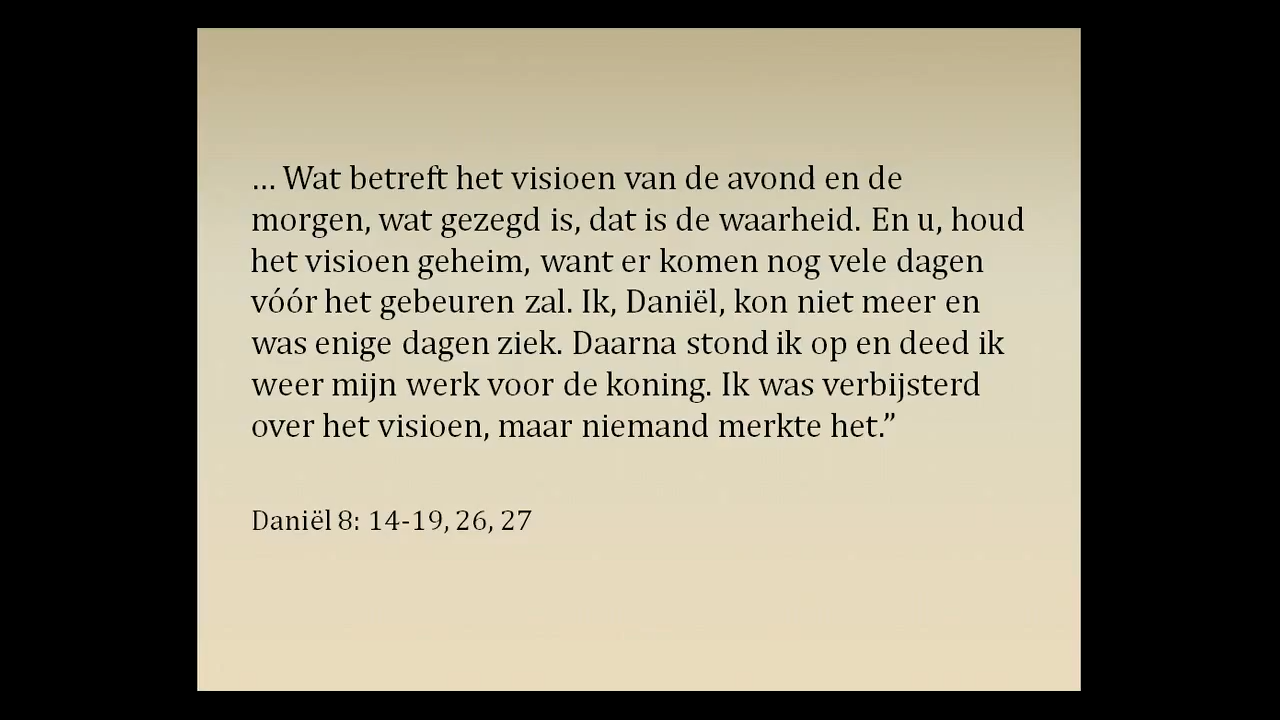 ... Wat betreft het visioen van de avond en de
morgen, wat gezegd is, dat is de waarheid. En u, houd
het visioen geheim, want er komen nog vele dagen
vóór het gebeuren zal. Ik, Daniël, kon niet meer en
was enige dagen ziek. Daarna stond ik op en deed ik
weer mijn werk voor de koning. Ik was verbijsterd
over het visioen, maar niemand merkte het.”
Daniël 8: 14-19, 26, 27